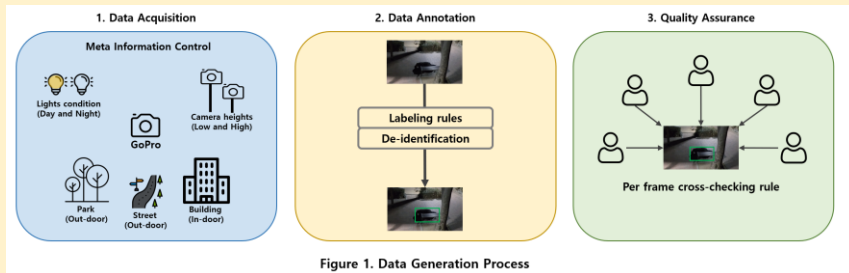 1. Data Acquisition
Meta Information Control
Lights condition
(Day and Night)
Camera heights
(Low and High)
GoPro
Park
(Out-door)
Street
(Out-door)
Building
(In-door)
2. Data Annotation
Labeling rules
De-identification
3. Quality Assurance
Per frame cross-checking rule
Figure 1. Data Generation Process